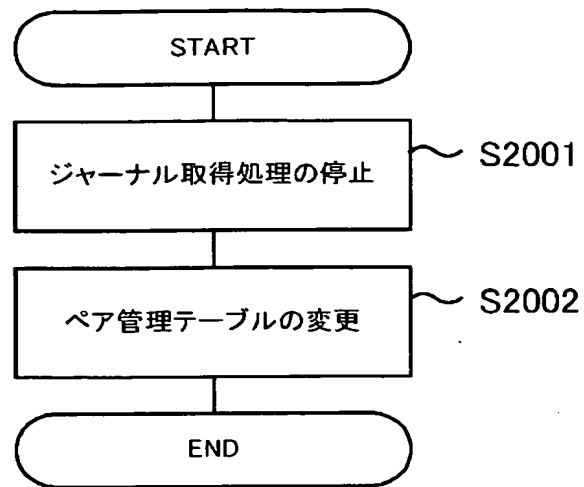 START
ジャーナル取得処理の停止
S2001
ペア管理テーブルの変更
S2002
END